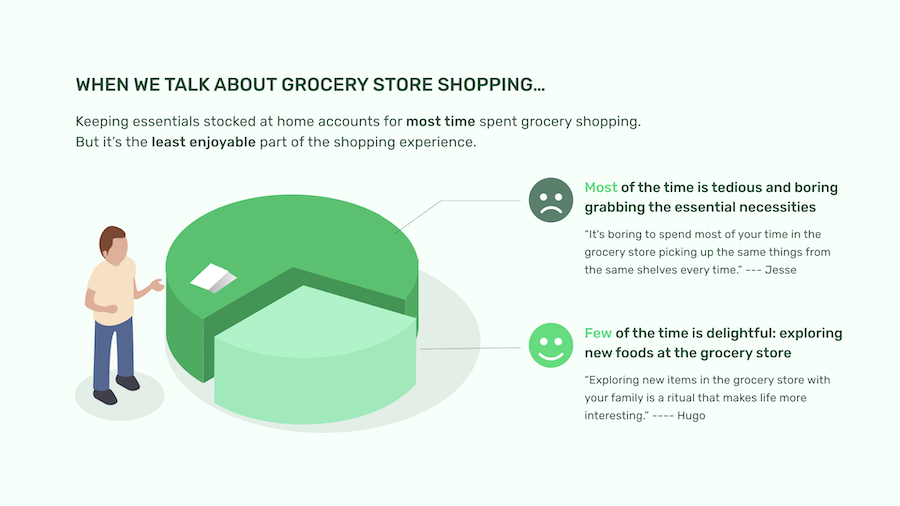 WHEN WE TALK ABOUT GROCERY STORE SHOPPING...
Keeping essentials stocked at home accounts for most time spent grocery shopping.
But it's the least enjoyable part of the shopping experience.
Most of the time is tedious and boring
grabbing the essential necessities
"It's boring to spend most of your time in the
grocery store picking up the same things from
the same shelves every time." --- Jesse
Few of the time is delightful: exploring
new foods at the grocery store
"Exploring new items in the grocery store with
your family is a ritual that makes life more
interesting." ---- Hugo